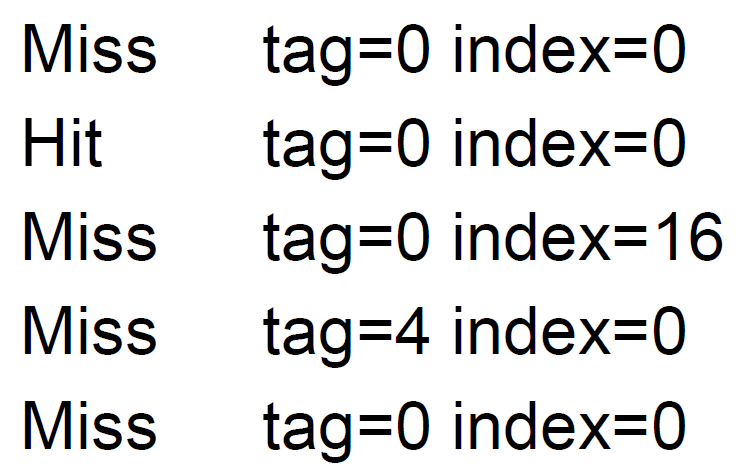 Miss tag=0 index=0
Hit tag=0 index=0
Miss tag=0 index=16
Miss tag=4 index=0
Miss tag=0 index=0